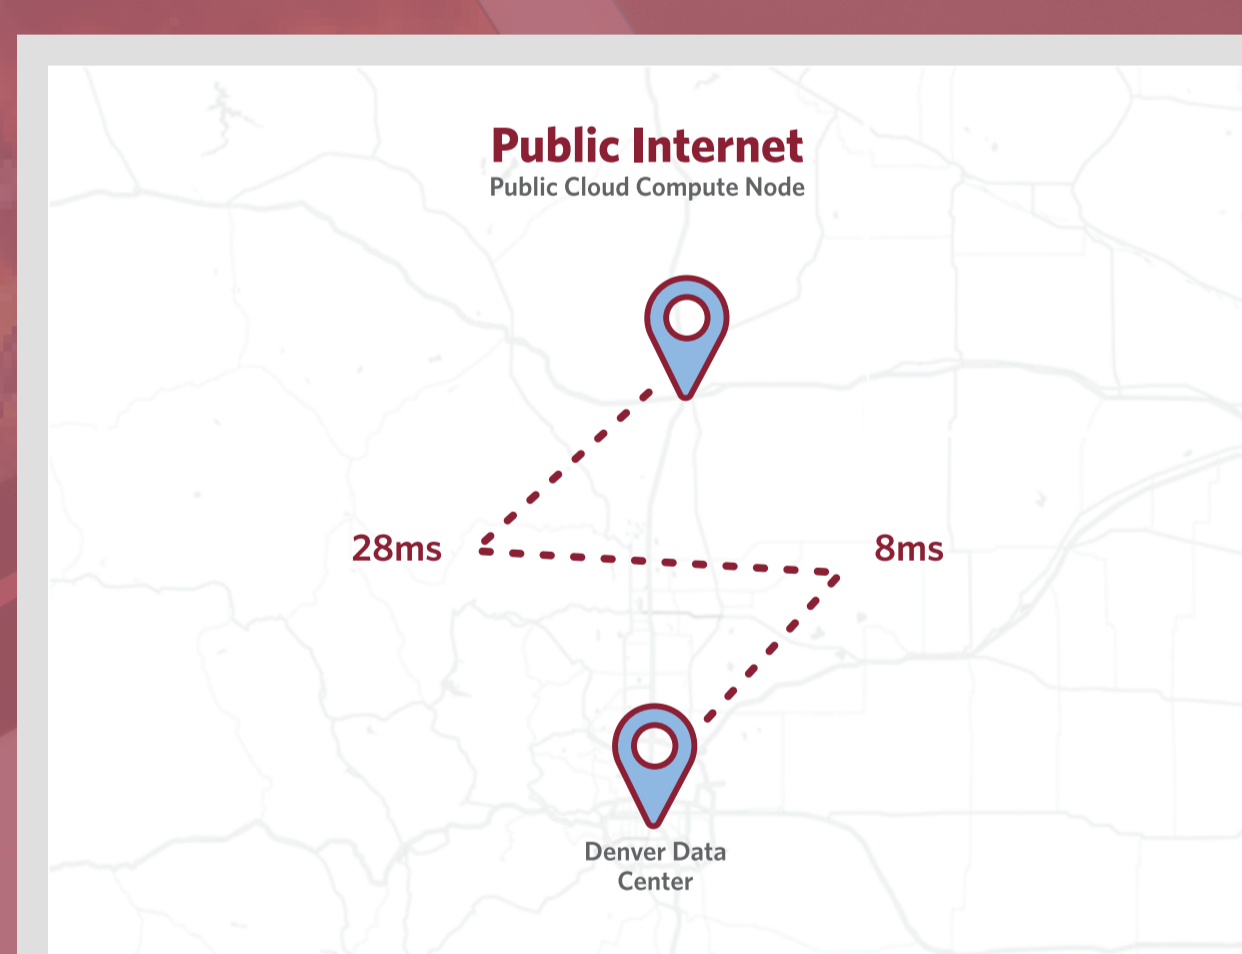 Public Internet
Public Cloud Compute Node
28ms
8ms
Denver Data
Center